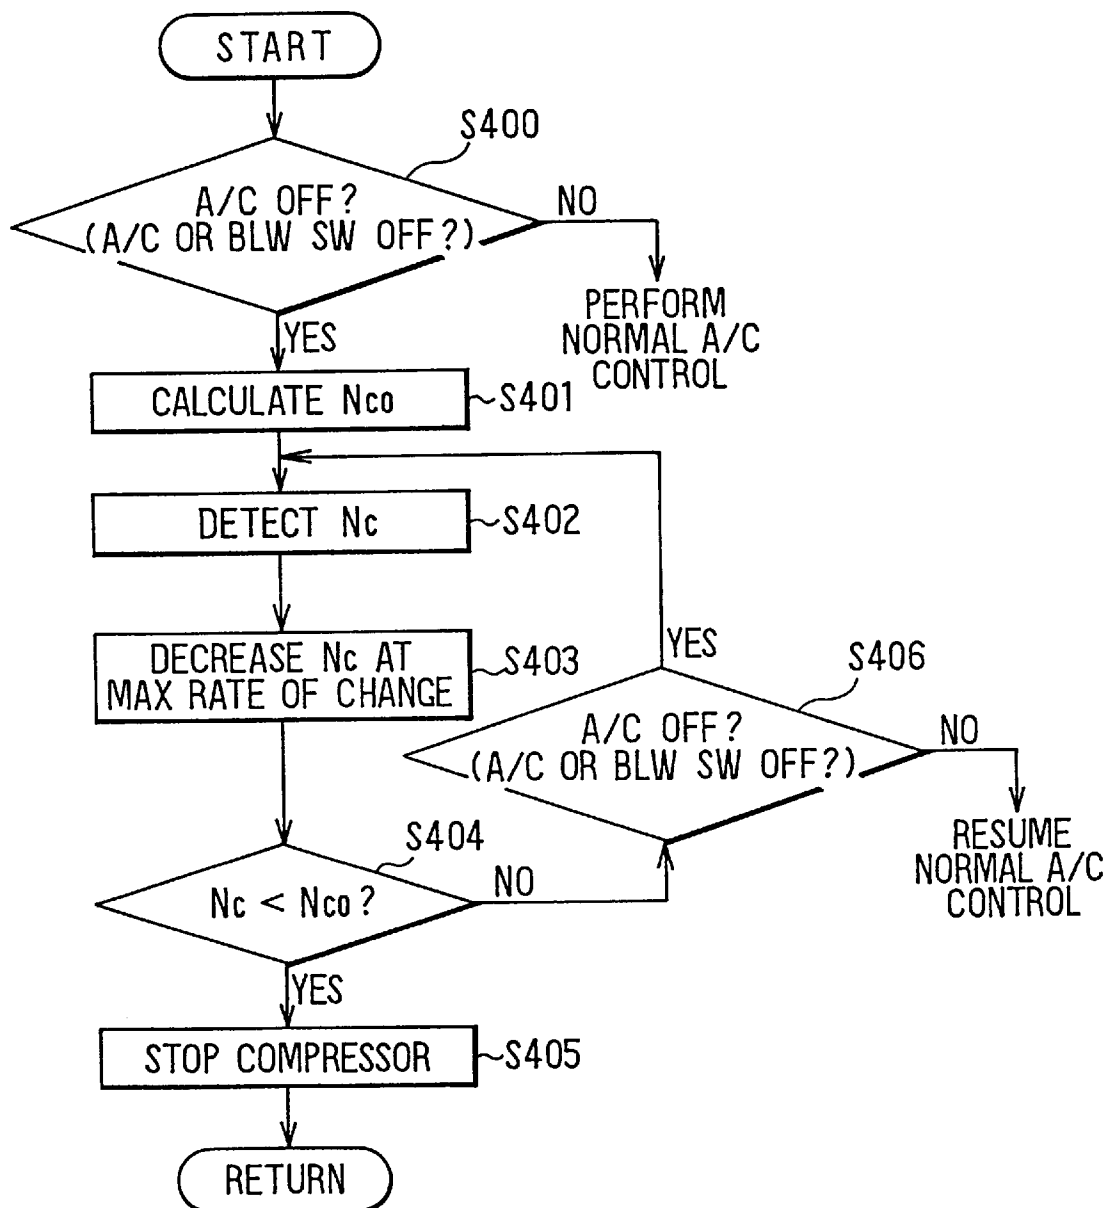 START
S400
A/C OFF?
(A/C OR BLW SW OFF?)
NO
PERFORM
NORMAL A/C
CONTROL
YES
CALCULATE Nco
S401
DETECT Nc
S402
DECREASE Nc AT
MAX RATE OF CHANGE
S403
YES
S406
A/C OFF?
(A/C OR BLW SW OFF?)
NO
RESUME
NORMAL A/C
CONTROL
S404
Nc < Nco?
NO
YES
STOP COMPRESSOR
S405
RETURN